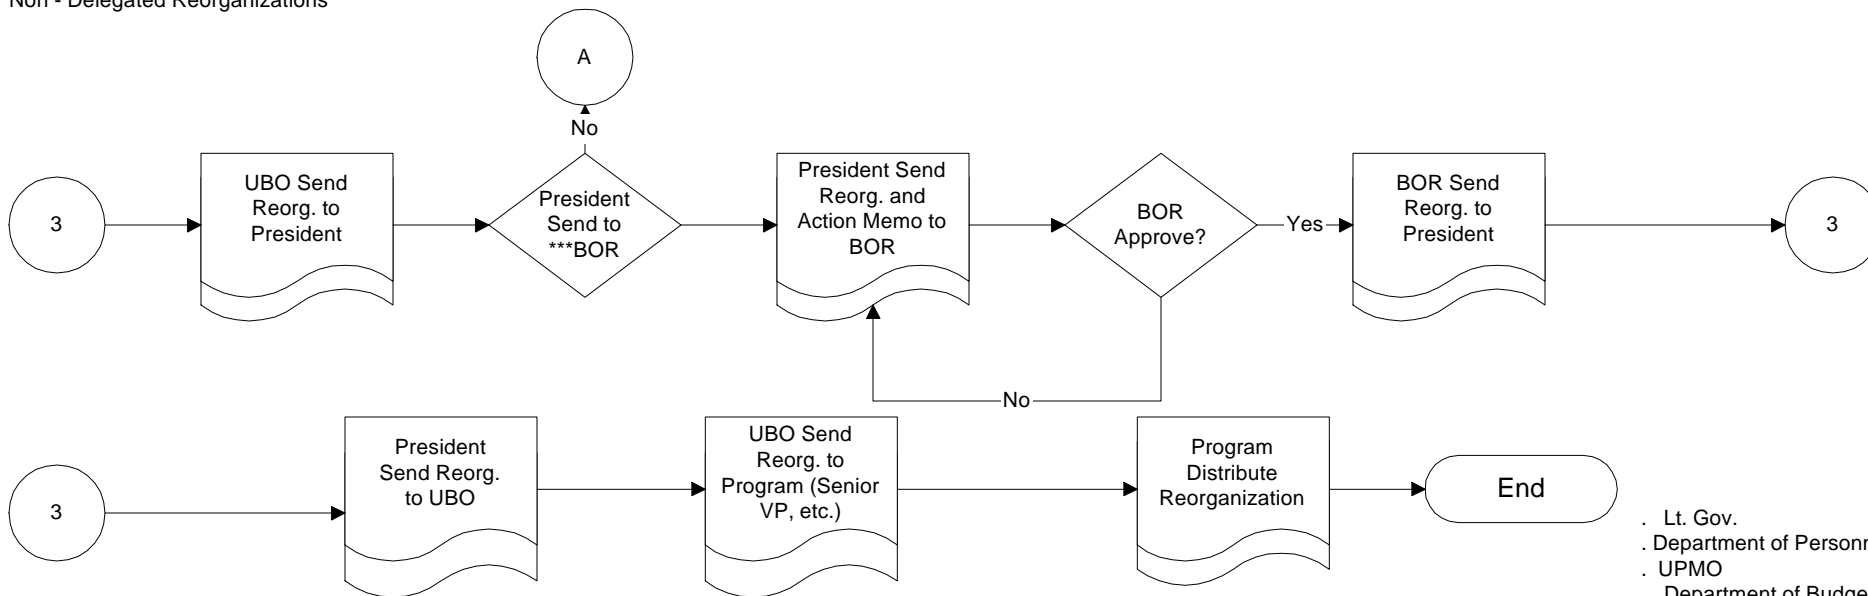 Non - Delegated Reorganizations
A
No
3
UBO Send
Reorg. to
President
President
Send to
***BOR
President Send
Reorg. and
Action Memo to
BOR
BOR
Approve?
Yes
BOR Send
Reorg. to
President
3
No
3
President
Send Reorg.
to UBO
UBO Send
Reorg. to
Program (Senior
VP, etc.)
Program
Distribute
Reorganization
End
. Lt. Gov.
. Department of
. UPMO
Department of